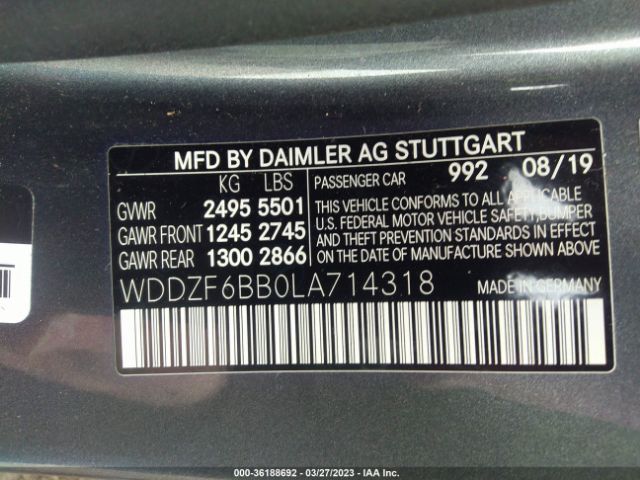 MFD BY DAIMLER AG STUTTGART
KG LBS
GVWR 2495 5501
GAWR FRONT 1245 2745
GAWR REAR 1300 2866
PASSENGER CAR 992 08/19
THIS VEHICLE CONFORMS TO ALL APPLICABLE
U.S. FEDERAL MOTOR VEHICLE SAFETY, BUMPER
AND THEFT PREVENTION STANDARDS IN EFFECT
ON THE DATE OF MANUFACTURE SHOWN ABOVE.
WDDZF6BB0LA714318 MADE IN GERMANY
000-36188692 - 03/27/2023 - IAA Inc.